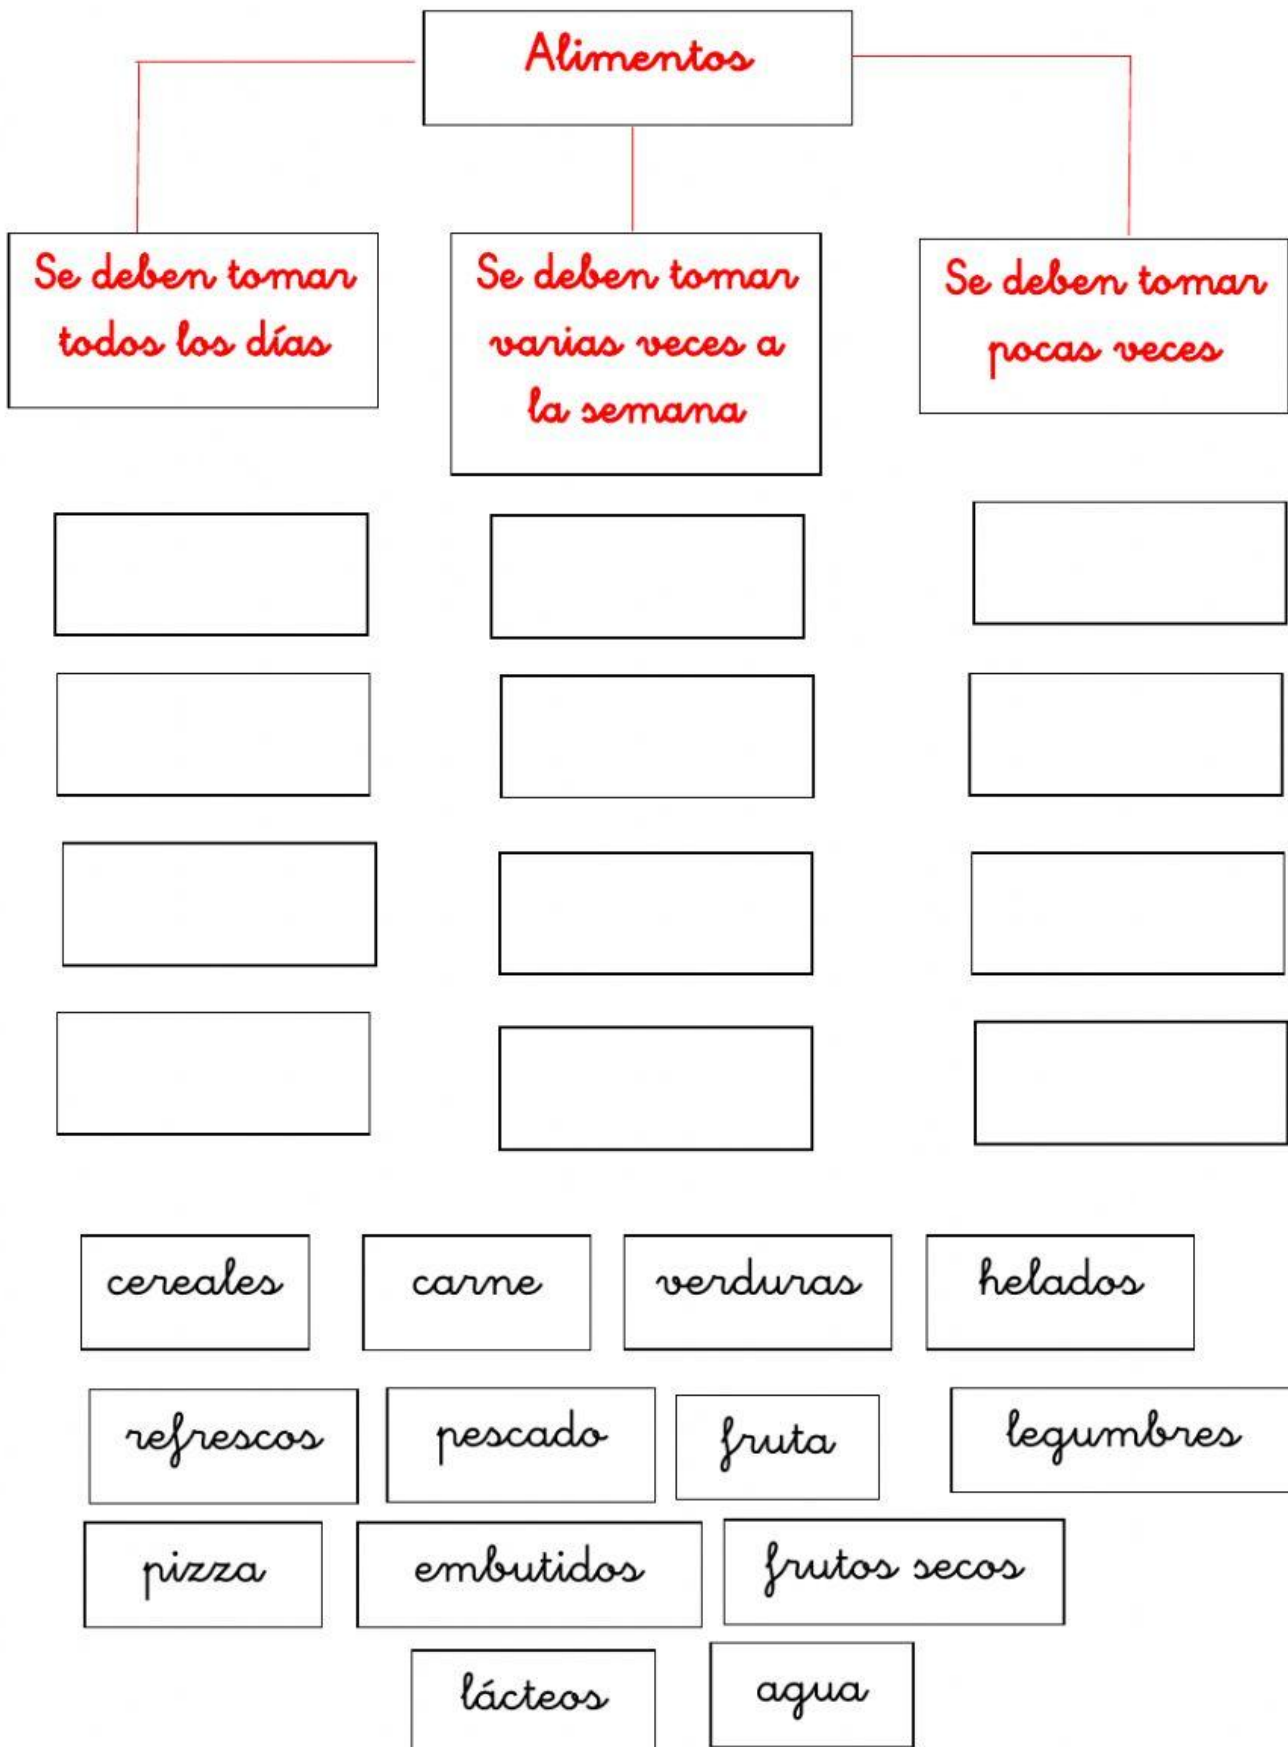 Alimentos
Se deben tomar
todos los días
Se deben tomar
varias veces a
la semana
Se deben tomar
pocas veces
cereales
carne
verduras
helados
refrescos
pescado
fruta
legumbres
pizza
embutidos
frutos secos
lácteos
agua